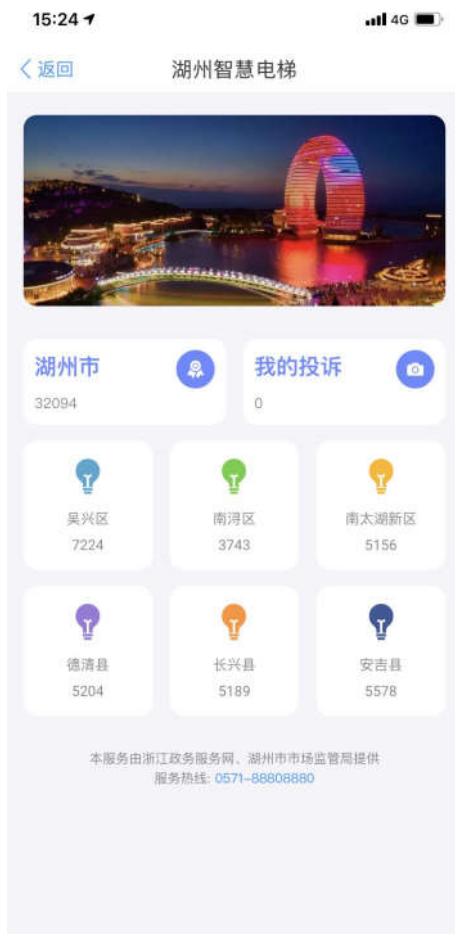 15:24
4G
返回
湖州智慧电梯
湖州市
32094
我的投诉
0
吴兴区
7224
南浔区
3743
南太湖新区
5156
德清县
5204
长兴县
5189
安吉县
5578
本服务由浙江政务服务网、湖州市市场监管局提供
服务热线: 0571-88808880